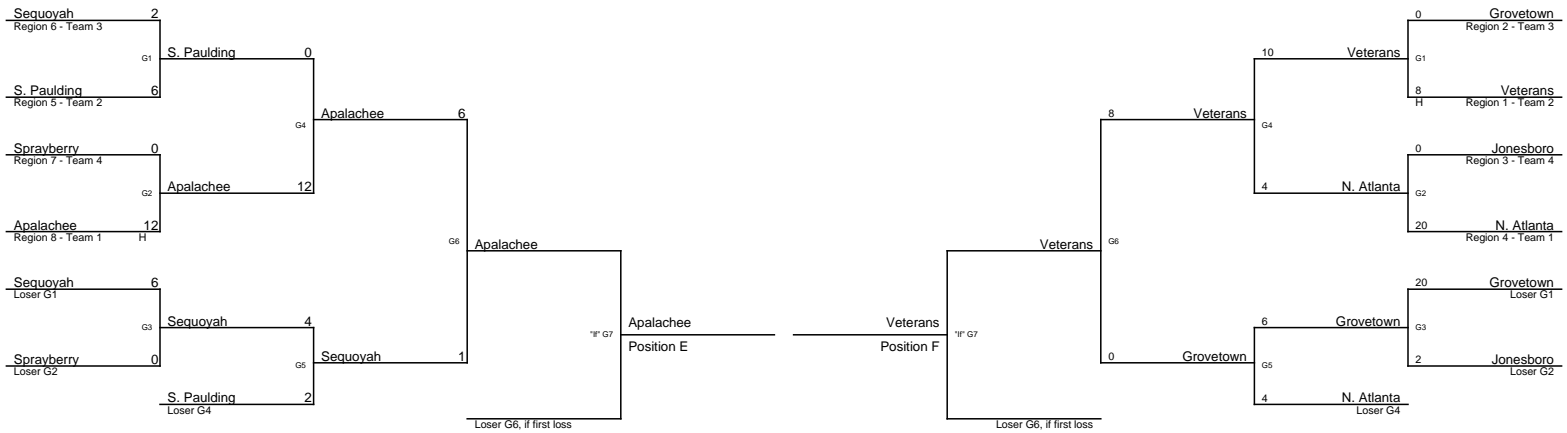 Sequoyah 2
Region 6 - Team 3
G1
S. Paulding 0
S. Paulding 6
Region 5 - Team 2
G4
Apalachee 6
Sprayberry 0
Region 7 - Team 4
G2
Apalachee 12
Apalachee 12
Region 8 - Team 1 H
G6
Apalachee
Sequoyah 6
Loser G1
G3
Sequoyah 4
Sprayberry 0
Loser G2
G5
Sequoyah 1
S. Paulding 2
Loser G4
Loser G6, if first loss
"If" G7
Apalachee
Position E
0 Grovetown
Region 2 - Team 3
10 Veterans
G1
8 Veterans
H Region 1 - Team 2
8 Veterans
G4
0 Jonesboro
Region 3 - Team 4
4 N. Atlanta
G2
20 N. Atlanta
Region 4 - Team 1
Veterans
G6
20 Grovetown
Loser G1
6 Grovetown
G3
2 Jonesboro
Loser G2
0 Grovetown
G5
4 N. Atlanta
Loser G4
Loser G6, if first loss
Veterans
"If" G7
Position F